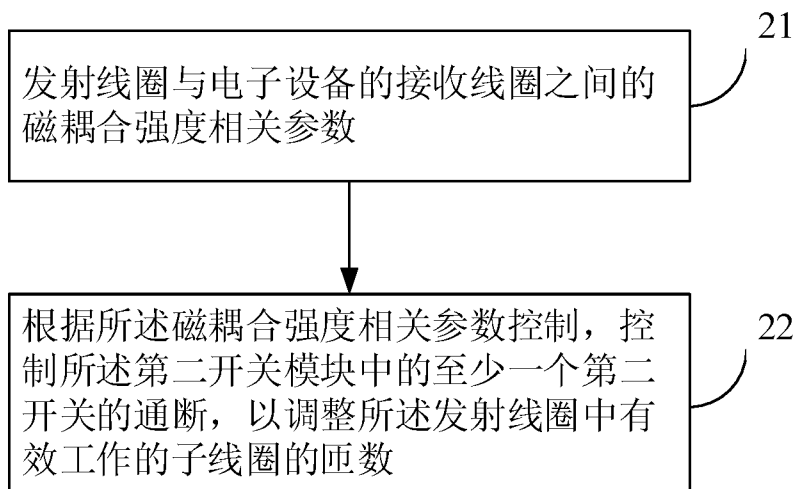 21
发射线圈与电子设备的接收线圈之间的
磁耦合强度相关参数
22
根据所述磁耦合强度相关参数控制，控
制所述第二开关模块中的至少一个第二
开关的通断，以调整所述发射线圈中有
效工作的子线圈的匝数